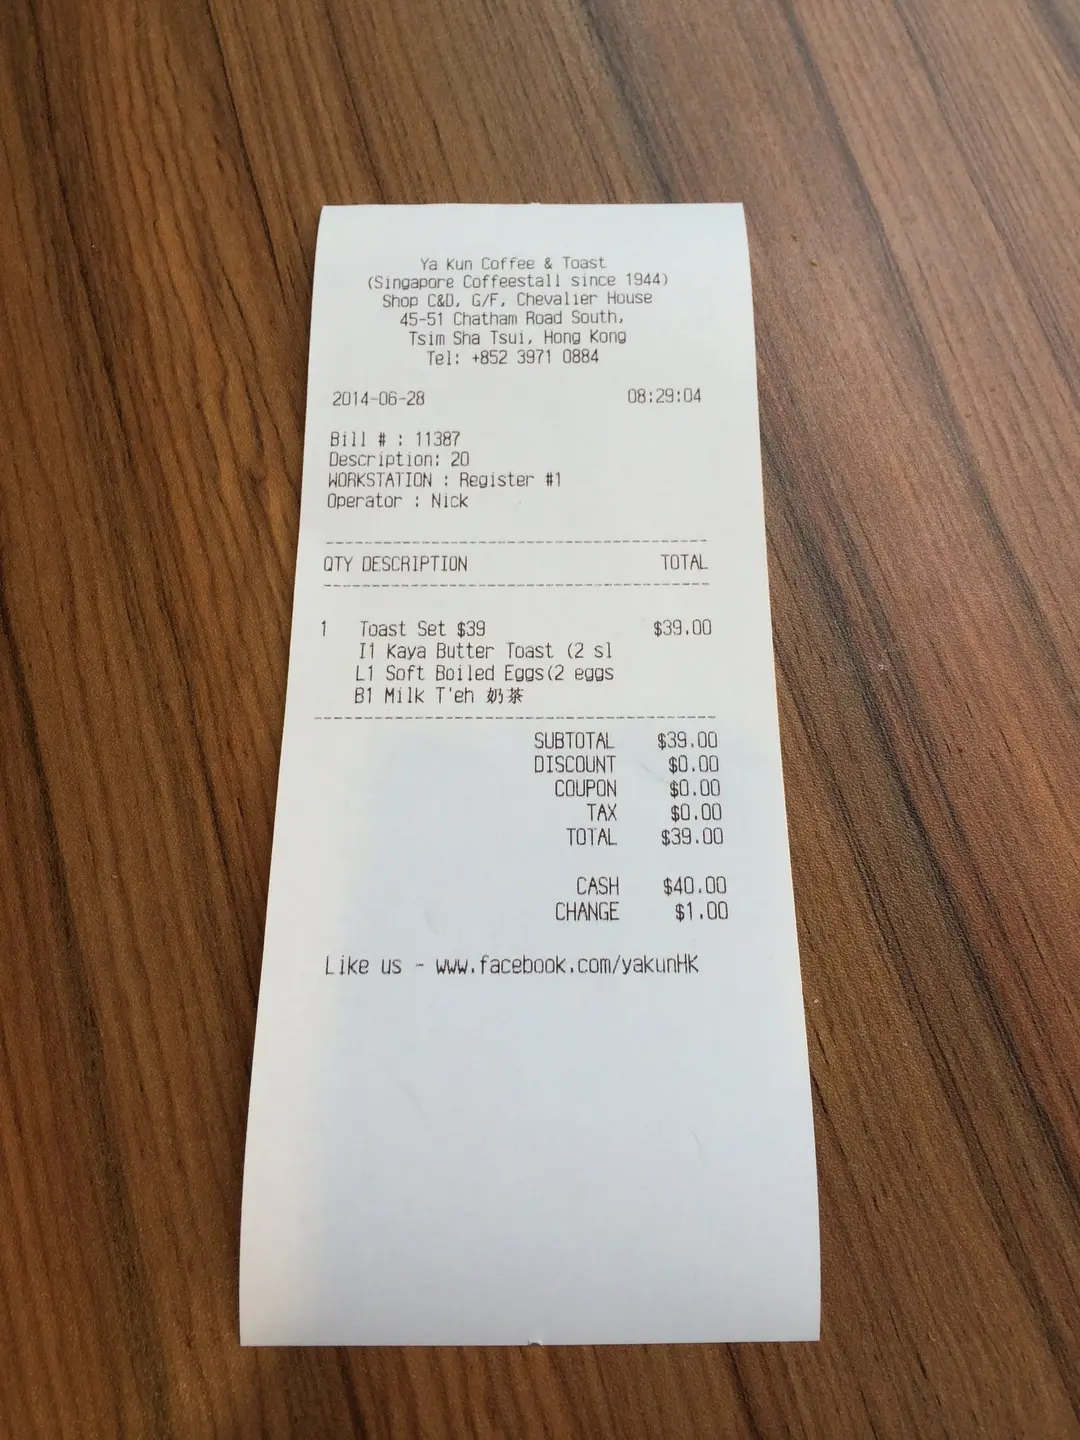 Ya Kun Coffee & Toast
(Singapore Coffeestall since 1944)
Shop C&D, G/F, Chevalier House
45-51 Chatham Road South,
Tsim Sha Tsui, Hong Kong
Tel: +852 3971 0884
2014-06-28 08:29:04
Bill # : 11387
Description: 20
WORKSTATION : Register #1
Operator : Nick
QTY DESCRIPTION TOTAL
1 Toast Set $39 $39.00
I1 Kaya Butter Toast (2 sl
L1 Soft Boiled Eggs(2 eggs
B1 Milk T'eh 奶茶
SUBTOTAL $39.00
DISCOUNT $0.00
COUPON $0.00
TAX $0.00
TOTAL $39.00
CASH $40.00
CHANGE $1.00
Like us - www.facebook.com/yakunHK